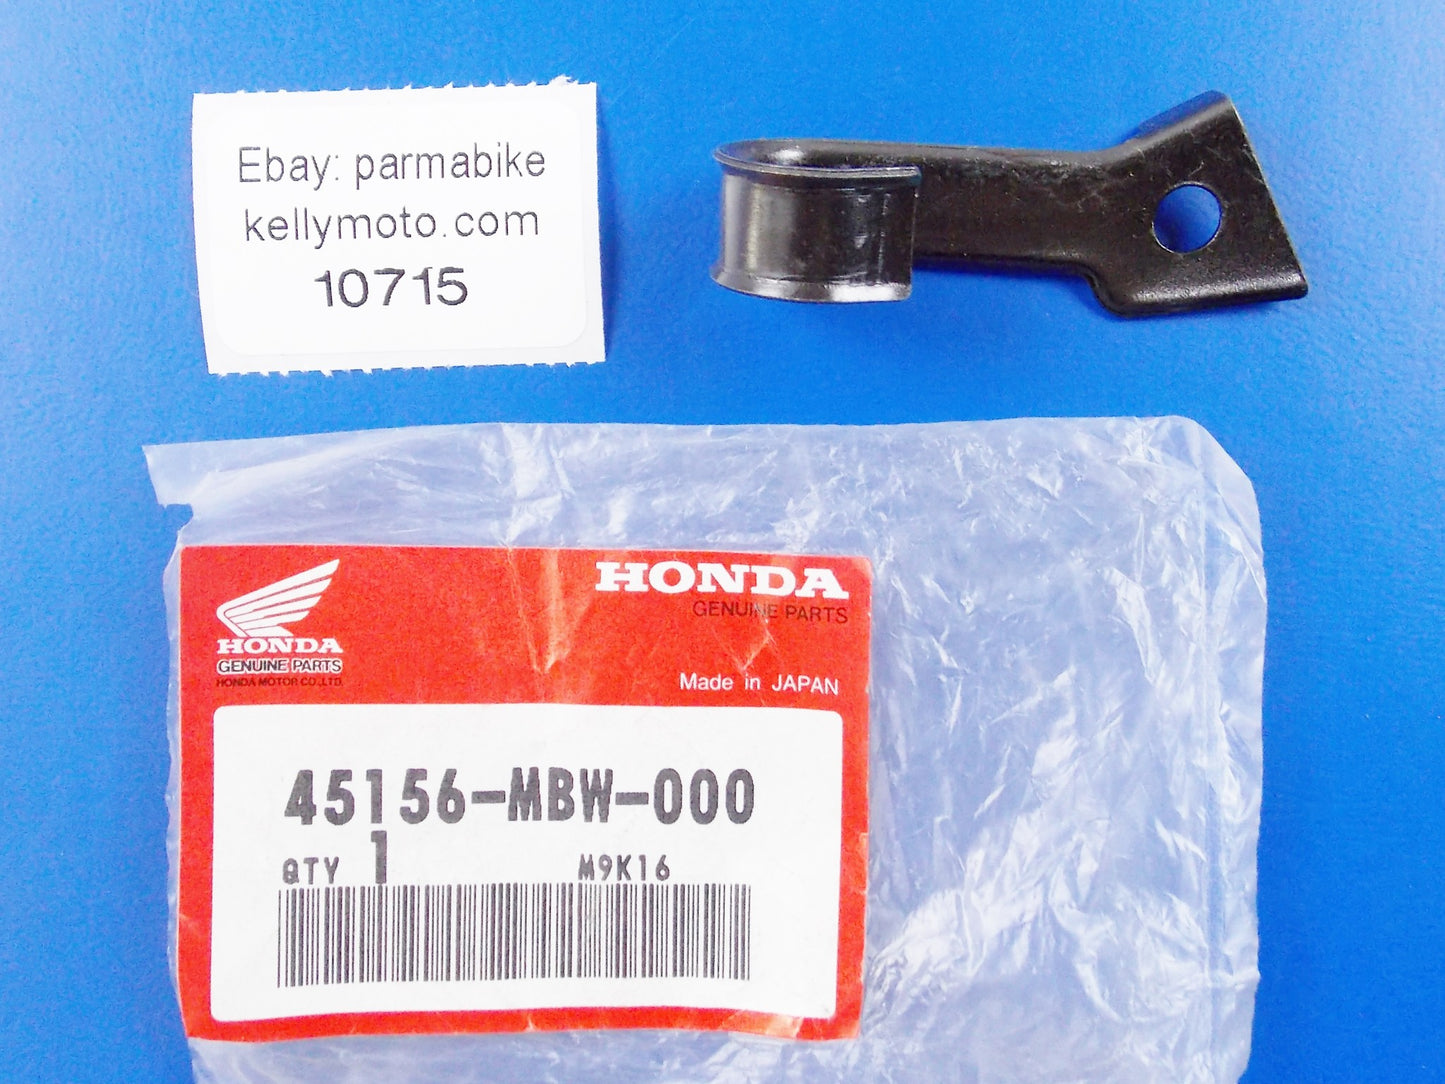 Ebay: parmabike
kellymoto.com
10715
HONDA
GENUINE PARTS
HONDA
GENUINE PARTS
HONDA MOTOR CO.,LTD.
Made in JAPAN
45156-MBW-000
QTY 1 M9K16